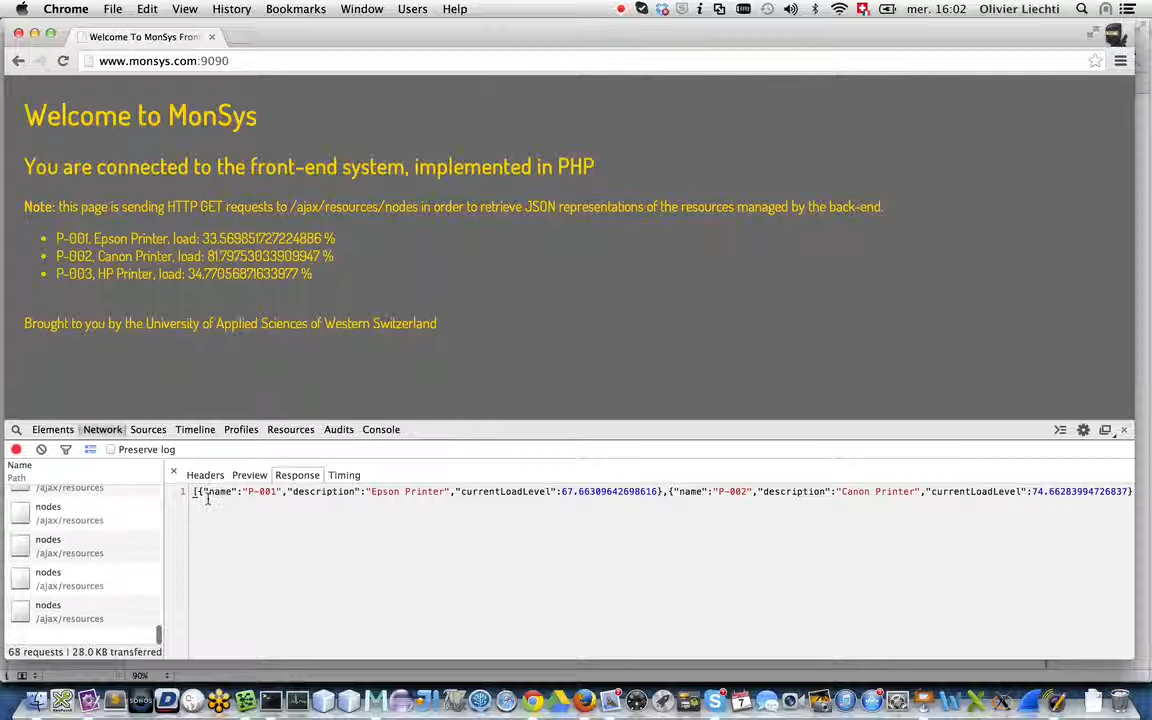 Chrome File Edit View History Bookmarks Window Users Help mer. 16:02 Olivier Liechti
Welcome To MonSys Fron
www.monsys.com:9090
Welcome to MonSys
You are connected to the front-end system, implemented in PHP
Note: this page is sending HTTP GET requests to /ajax/resources/nodes in order to retrieve JSON representations of the resources managed by the back-end.
P-001, Epson Printer, load: 33.569851727224886 %
P-002, Canon Printer, load: 81.79753033909947 %
P-003, HP Printer, load: 34.77056871633977 %
Brought to you by the University of Applied Sciences of Western Switzerland
Elements Network Sources Timeline Profiles Resources Audits Console
Preserve log
Name
Path
Headers Preview Response Timing
1 [{"name":"P-001","description":"Epson Printer","currentLoadLevel":67.66309642698616},{"name":"P-002","description":"Canon Printer","currentLoadLevel":74.66283994726837}
/ajax/resources
nodes
/ajax/resources
nodes
/ajax/resources
nodes
/ajax/resources
nodes
/ajax/resources
68 requests | 28.0 KB transferred
90%